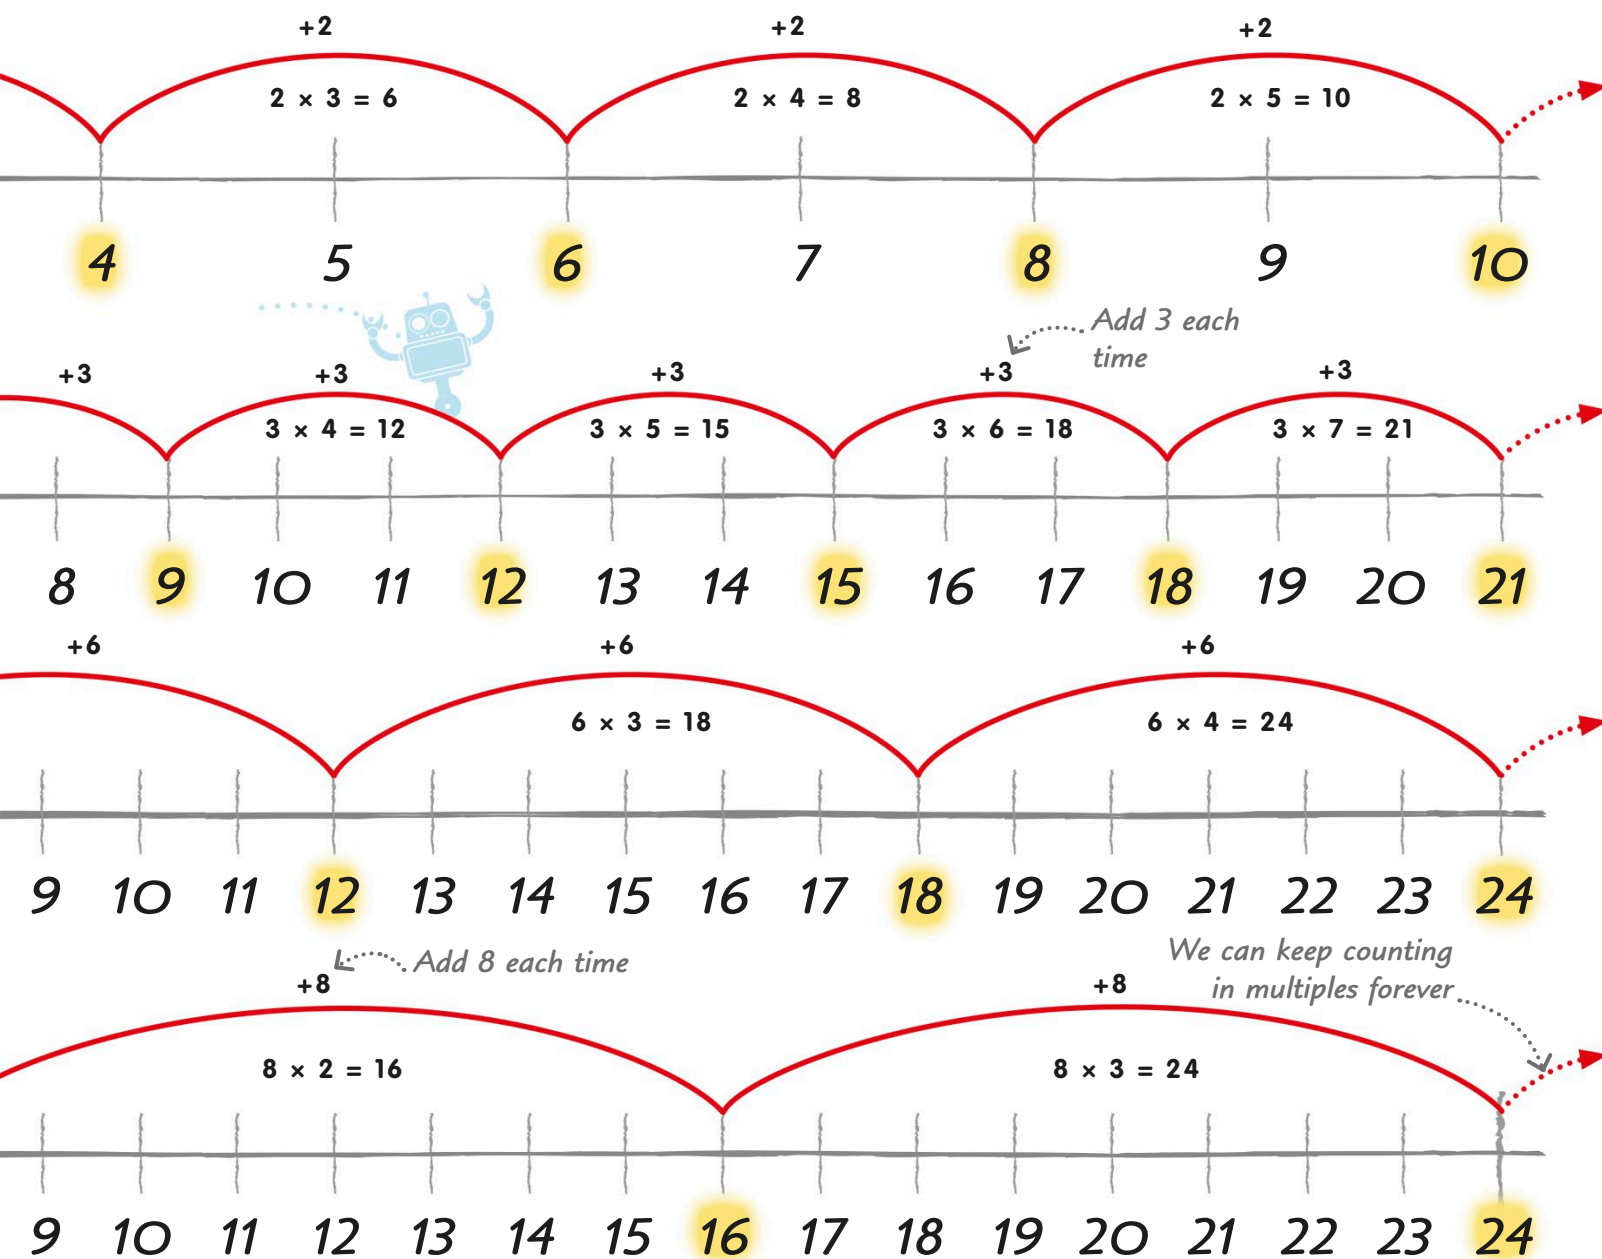 +2 +2 +2
2 × 3 = 6 2 × 4 = 8 2 × 5 = 10
4 5 6 7 8 9 10
Add 3 each
time
+3 +3 +3 +3 +3
3 × 4 = 12 3 × 5 = 15 3 × 6 = 18 3 × 7 = 21
8 9 10 11 12 13 14 15 16 17 18 19 20 21
+6 +6 +6
6 × 3 = 18 6 × 4 = 24
9 10 11 12 13 14 15 16 17 18 19 20 21 22 23 24
Add 8 each time
We can keep counting
in multiples forever
+8 +8
8 × 2 = 16 8 × 3 = 24
9 10 11 12 13 14 15 16 17 18 19 20 21 22 23 24